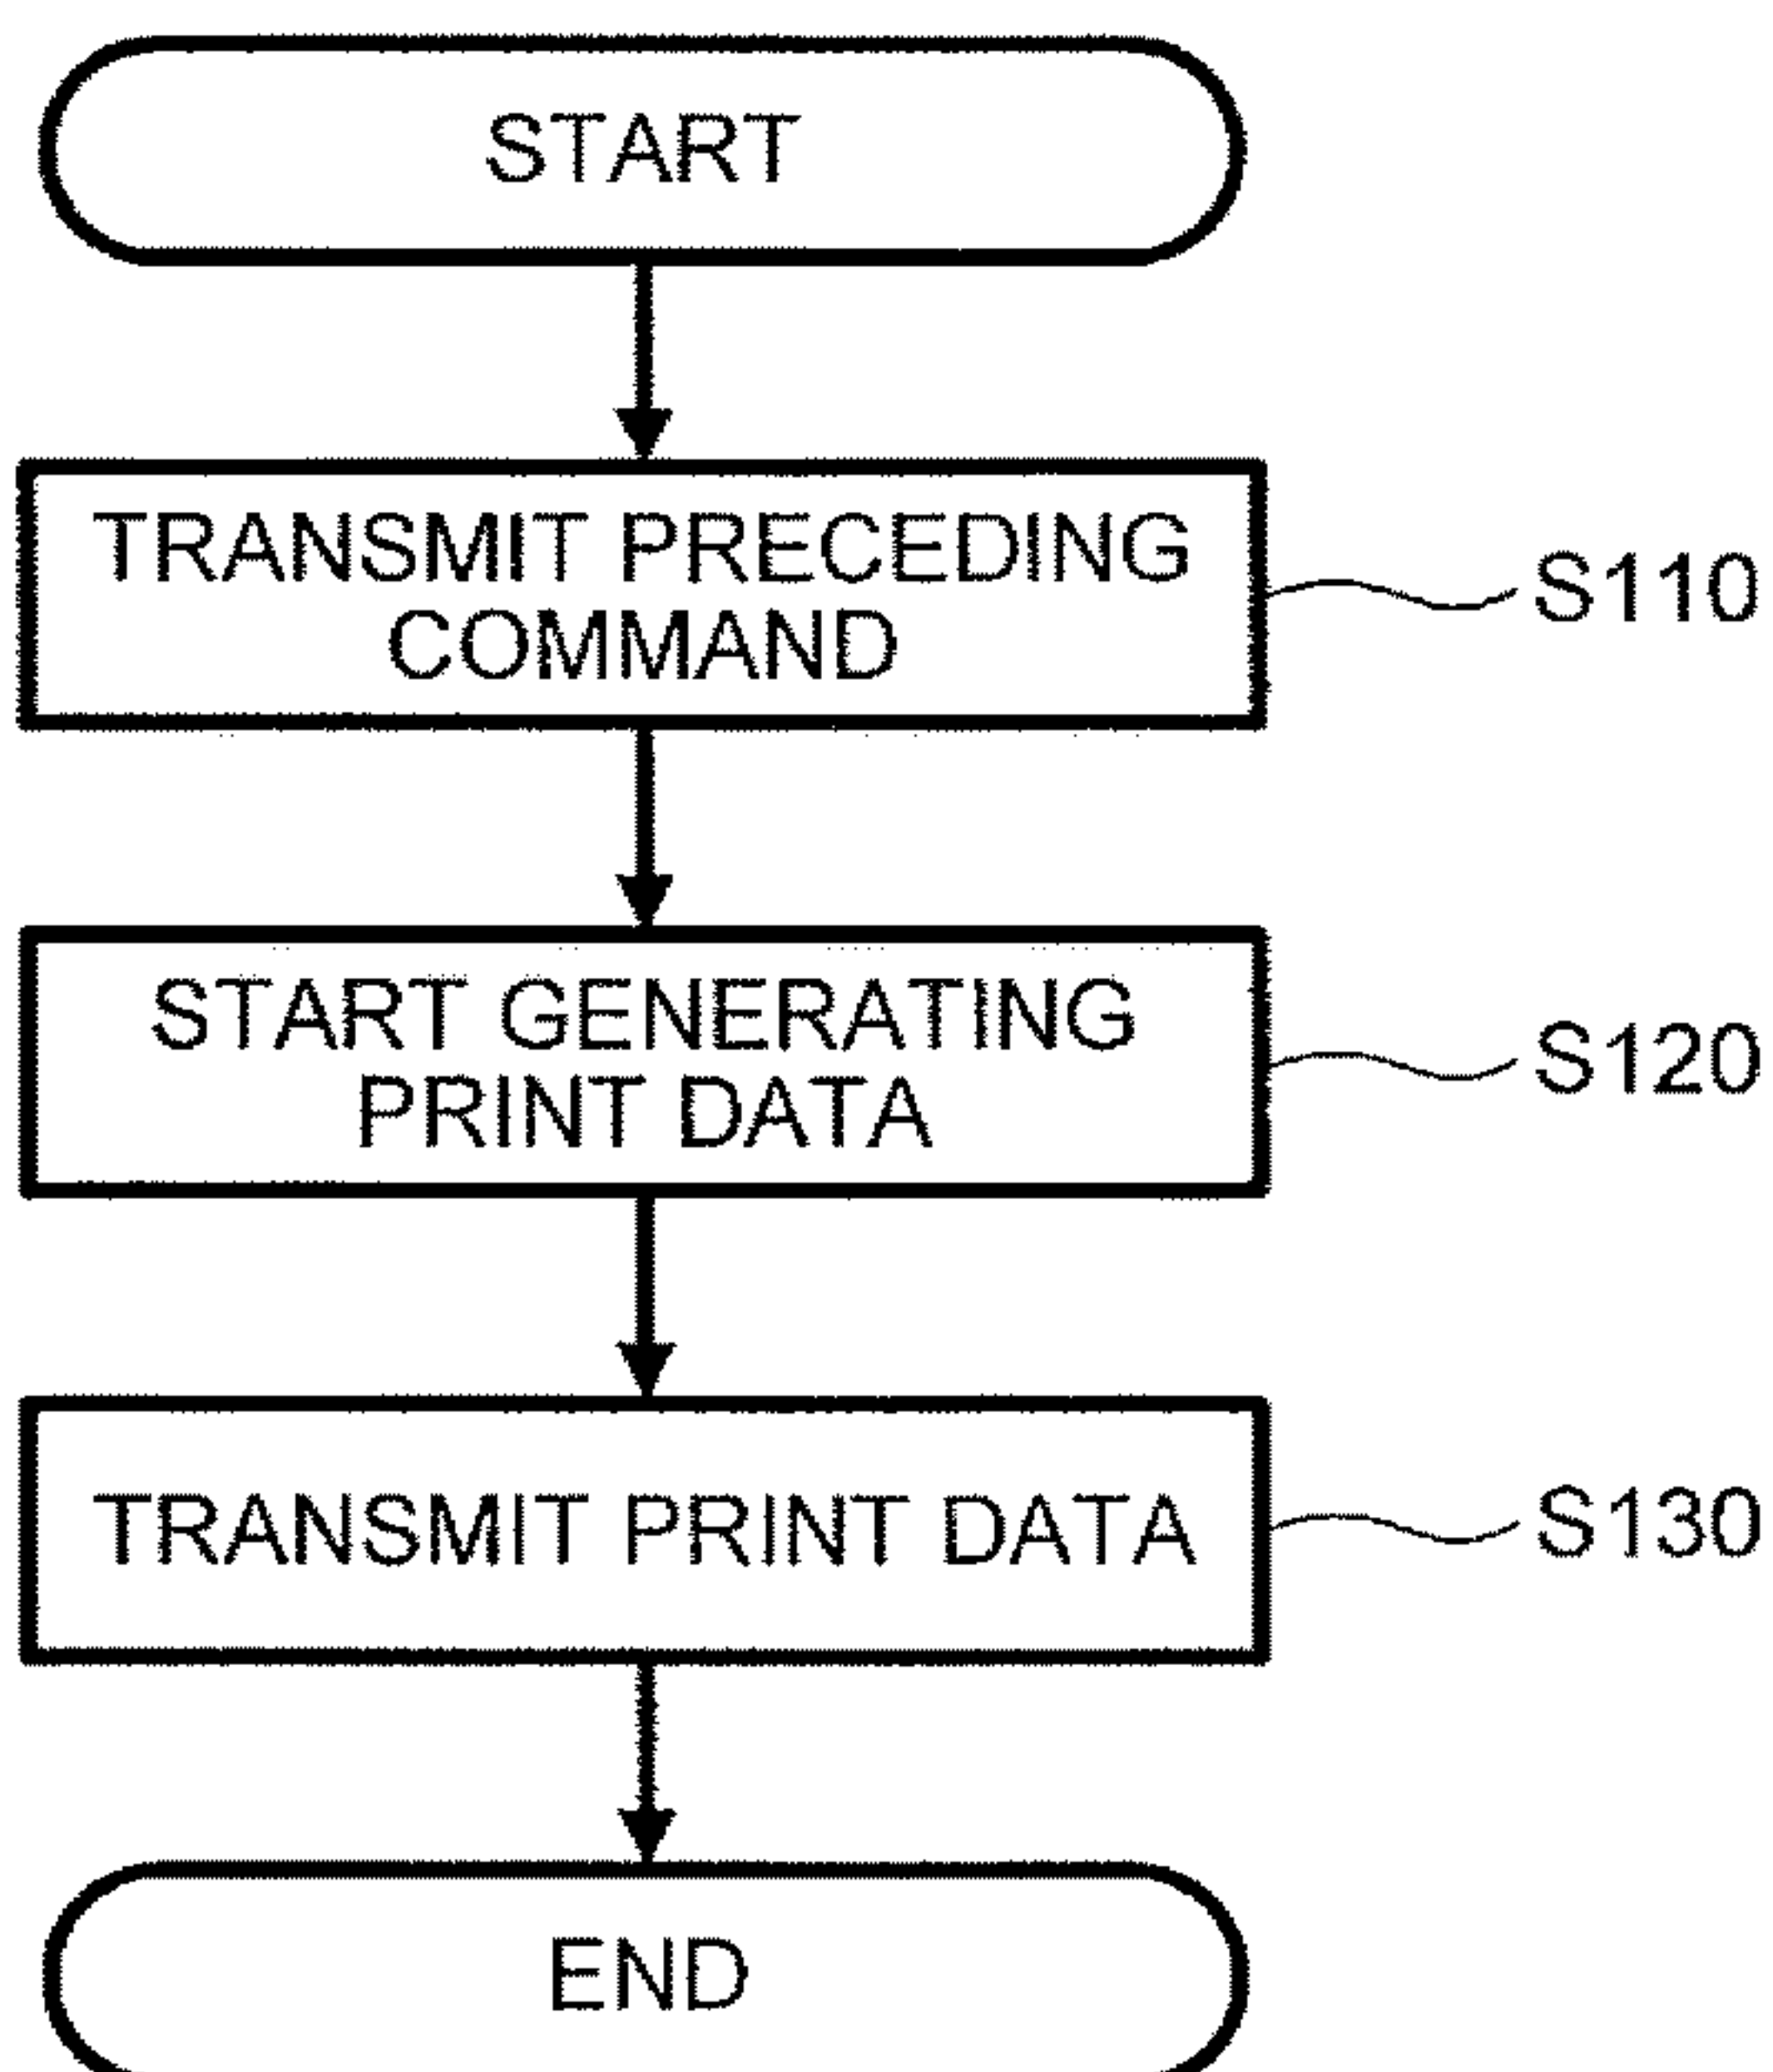 START
TRANSMIT PRECEDING
COMMAND
S110
START GENERATING
PRINT DATA
S120
TRANSMIT PRINT DATA
S130
END